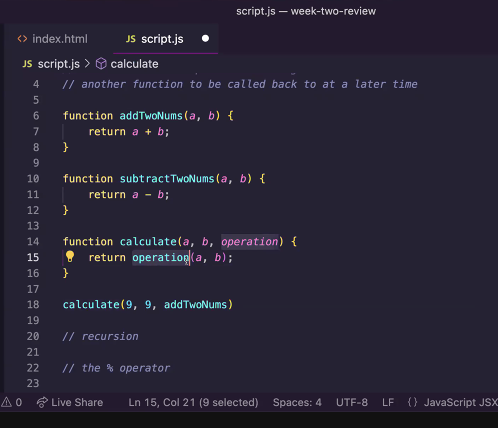 script.js — week-two-review
index.html
JS script.js
JS script.js > calculate
4 // another function to be called back to at a later time
5
6 function addTwoNums(a, b) {
7 return a + b;
8 }
9
10 function subtractTwoNums(a, b) {
11 return a - b;
12 }
13
14 function calculate(a, b, operation) {
15 return operation(a, b);
16 }
17
18 calculate(9, 9, addTwoNums)
19
20 // recursion
21
22 // the % operator
23
0 Live Share Ln 15, Col 21 (9 selected) Spaces: 4 UTF-8 LF {} JavaScript JSX